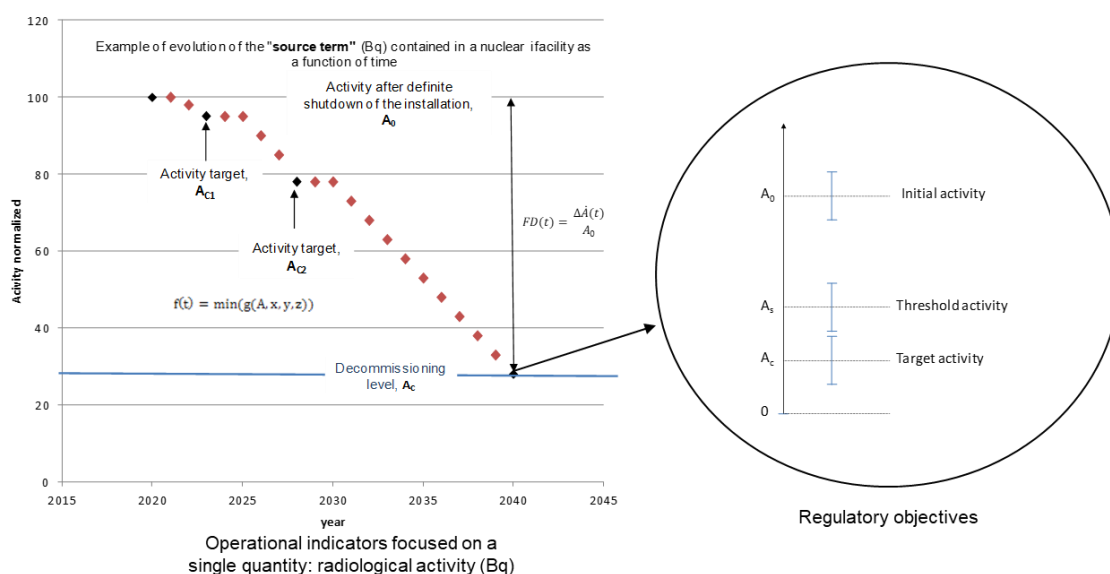 120
100
80
60
40
20
0
Acivity normalized
Example of evolution of the "source term" (Bq) contained in a nuclear ifacility as
a function of time
Activity after definite
shutdown of the installation,
A0
Activity target,
AC1
Activity target,
AC2
FD(t) = ΔȦ(t)
A0
f(t) = min(g(A,x,y,z))
Decommissioning
level, AC
2015 2020 2025 2030 2035 2040 2045
year
Operational indicators focused on a
single quantity: radiological activity (Bq)
A0 Initial activity
As Threshold activity
Ac Target activity
0
Regulatory objectives